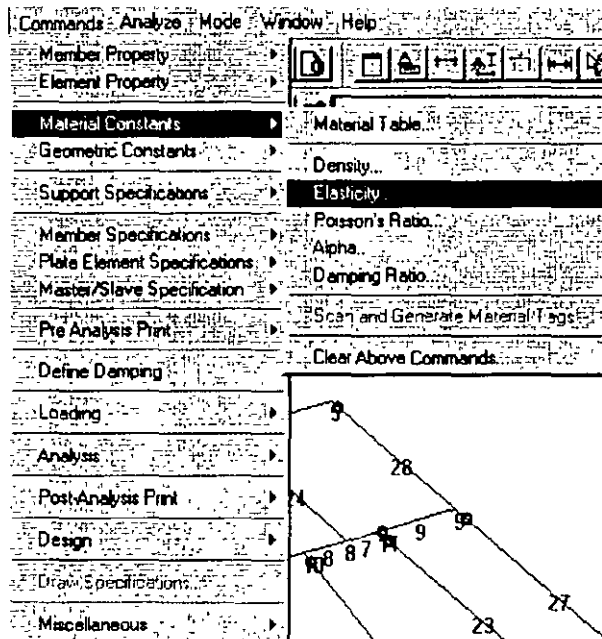 Commands Analyze Mode Window Help
Member Property
Element Property
Material Constants
Geometric Constants
Support Specifications
Member Specifications
Plate Element Specifications
Master/Slave Specification
Pre Analysis Print
Define Damping
Loading
Analysis
Post-Analysis Print
Design
Draw Specifications
Miscellaneous
Material Table...
Density...
Elasticity...
Poisson's Ratio...
Alpha...
Damping Ratio...
Scan and Generate Material Tags
Clear Above Commands...
28
9
8
8 7
27
23